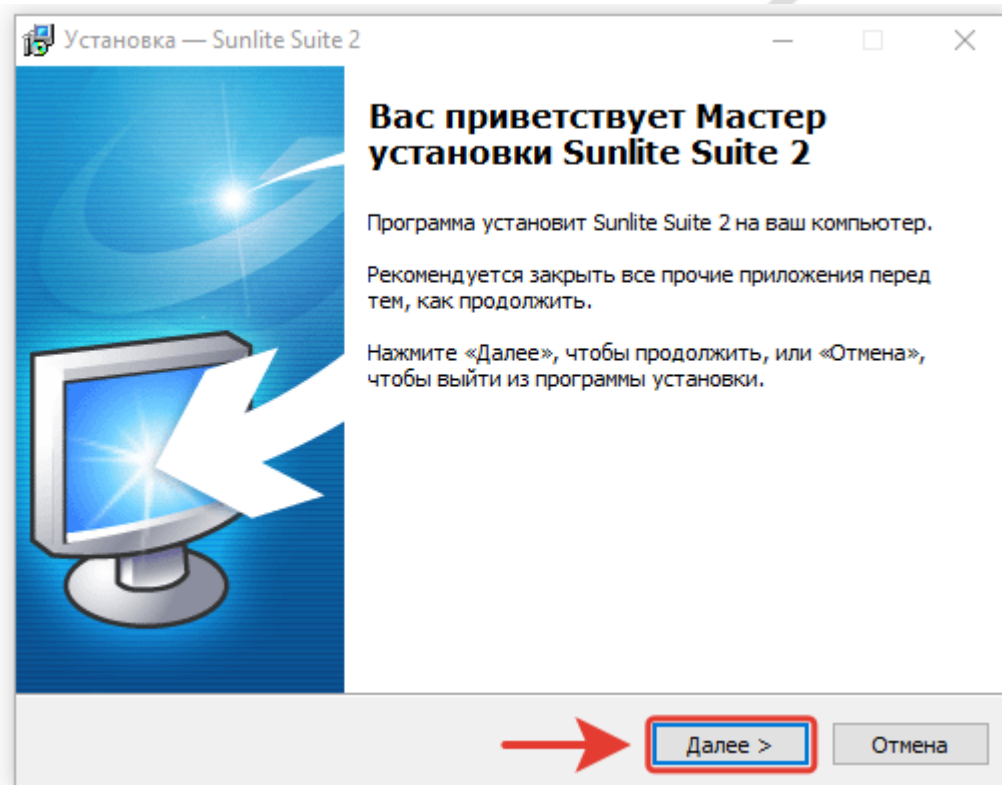 Установка — Sunlite Suite 2
Вас приветствует Мастер
установки Sunlite Suite 2
Программа установит Sunlite Suite 2 на ваш компьютер.
Рекомендуется закрыть все прочие приложения перед
тем, как продолжить.
Нажмите «Далее», чтобы продолжить, или «Отмена»,
чтобы выйти из программы установки.
Далее >
Отмена